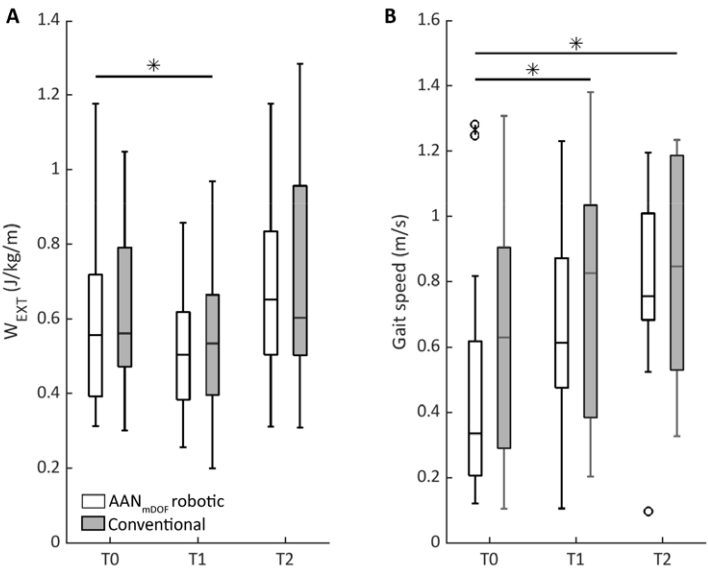 A
B
1.4
1.2
1
0.8
0.6
0.4
0.2
0
W_EXT (J/kg/m)
*
AAN_mDOF robotic
Conventional
T0 T1 T2
1.6
1.4
1.2
1
0.8
0.6
0.4
0.2
0
Gait speed (m/s)
*
*
T0 T1 T2